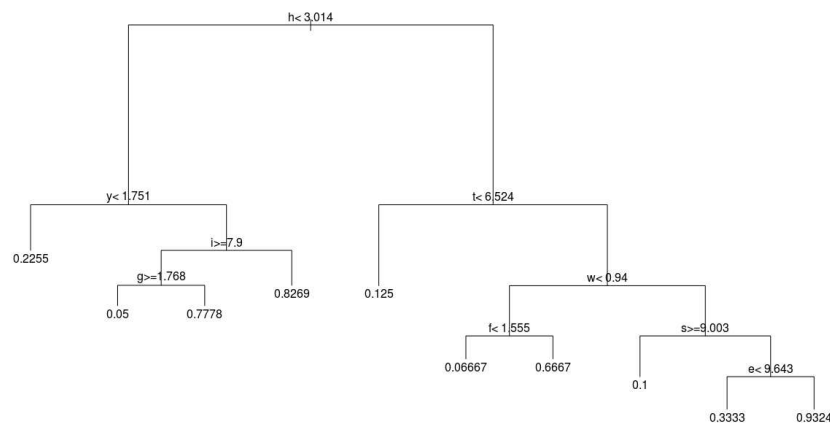 h< 3.014
y< 1.751
t< 6.524
0.2255
i>=7.9
g>=1.768
0.05
0.7778
0.8269
0.125
w< 0.94
f< 1.555
0.06667
0.6667
s>=9.003
0.1
e< 9.643
0.3333
0.9324